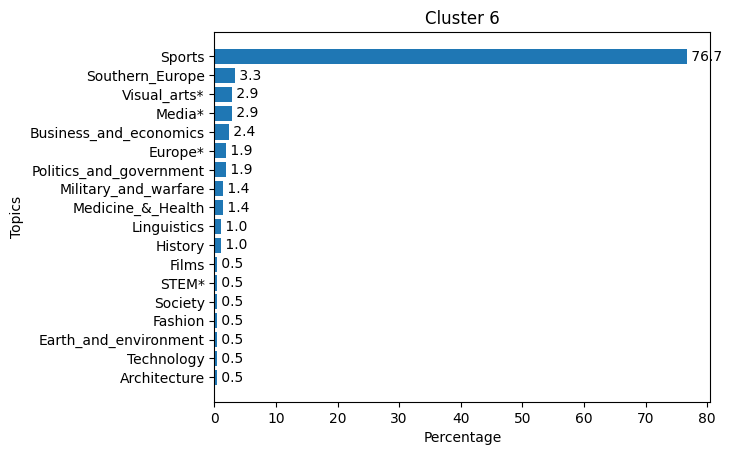 Cluster 6
Topics
Sports 76.7
Southern_Europe 3.3
Visual_arts* 2.9
Media* 2.9
Business_and_economics 2.4
Europe* 1.9
Politics_and_government 1.9
Military_and_warfare 1.4
Medicine_&_Health 1.4
Linguistics 1.0
History 1.0
Films 0.5
STEM* 0.5
Society 0.5
Fashion 0.5
Earth_and_environment 0.5
Technology 0.5
Architecture 0.5
0 10 20 30 40 50 60 70 80
Percentage